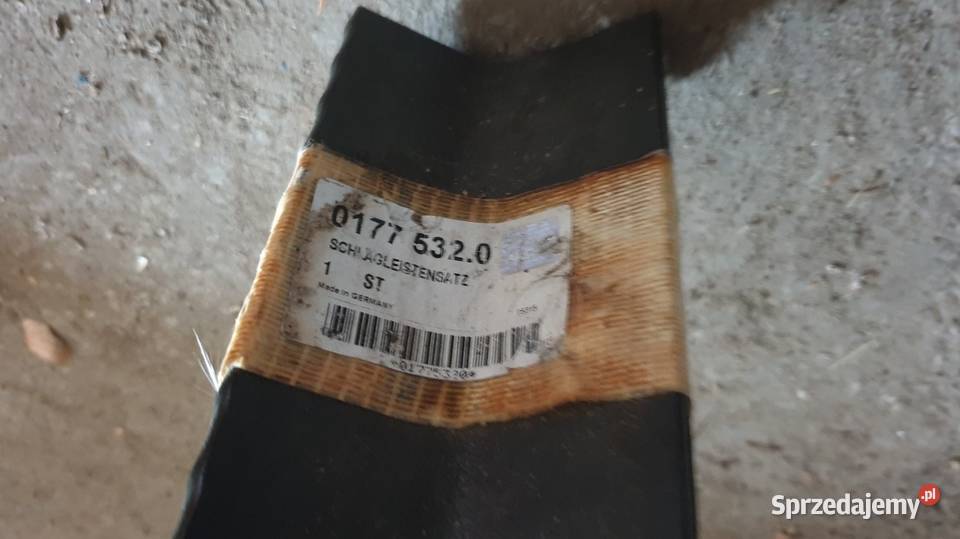 0177 532.0
SCHLAGLEISTENSATZ
1 ST
Made in GERMANY
*01775320*
Sprzedajemy.pl